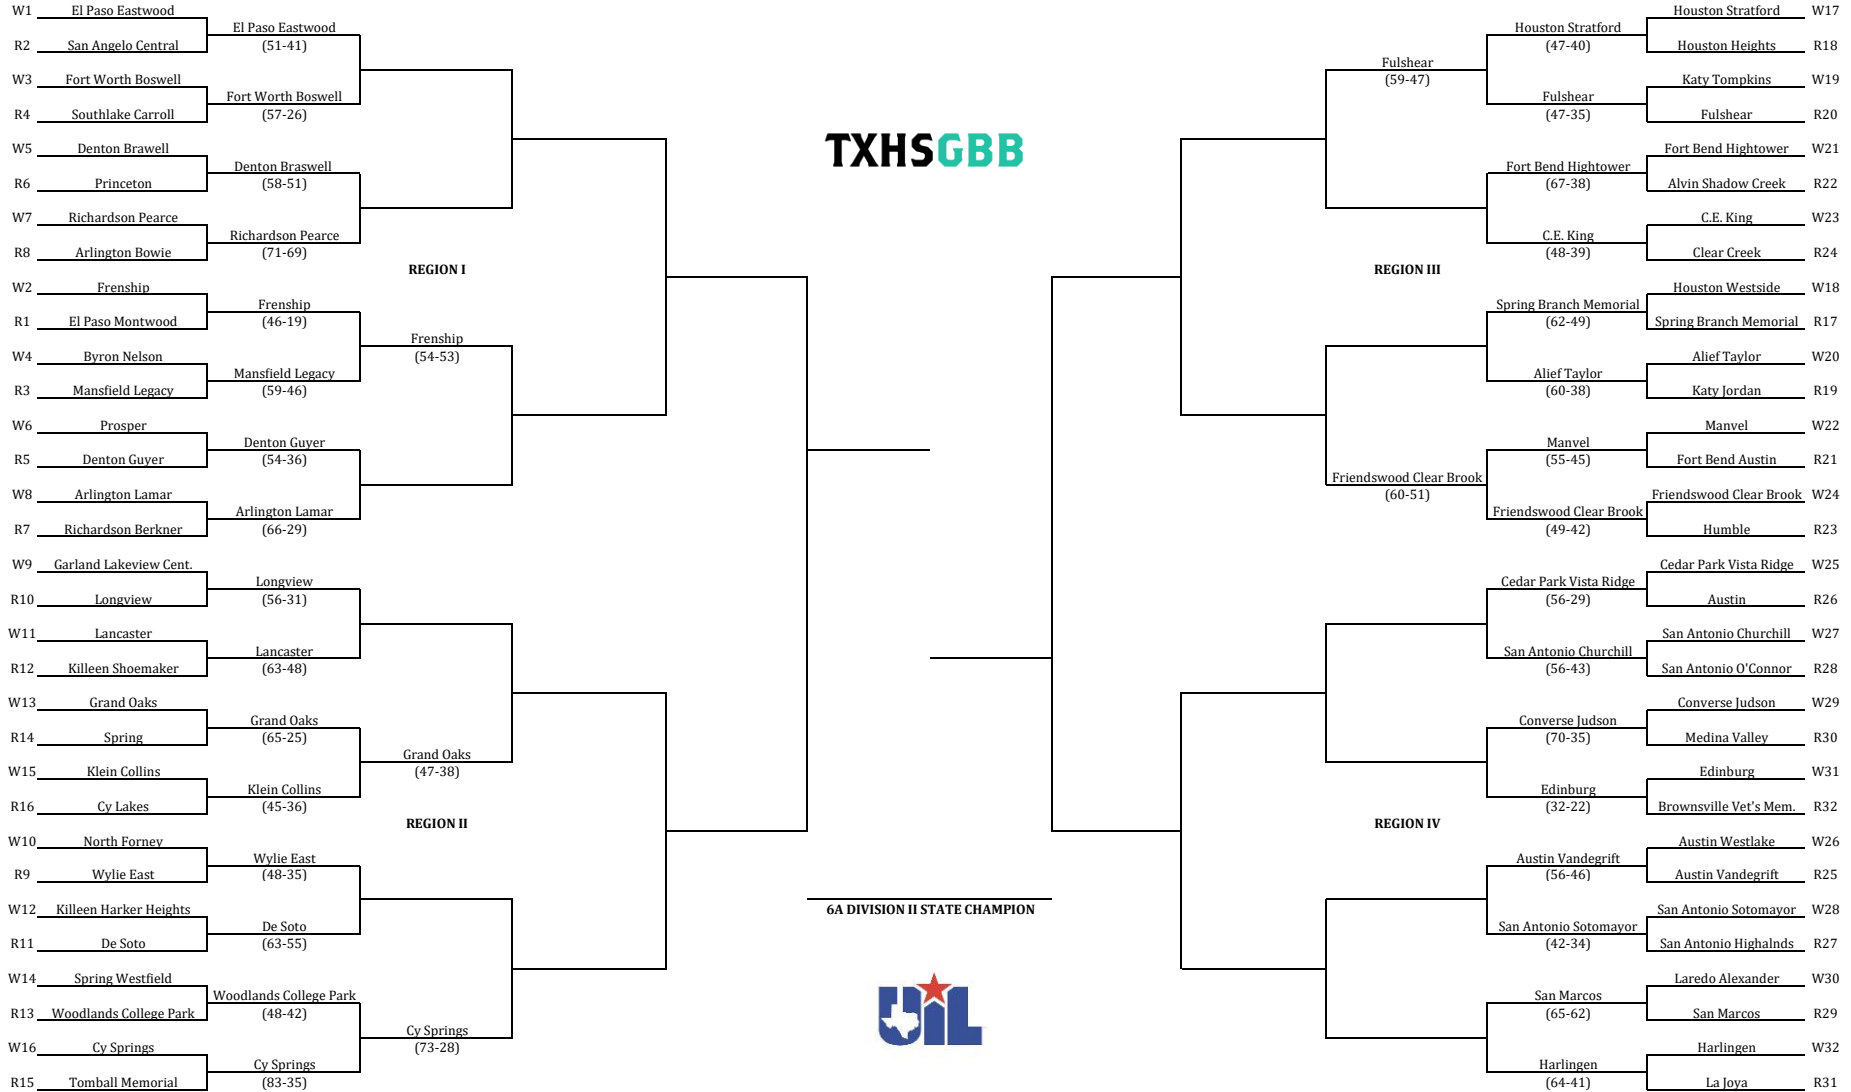 W1 El Paso Eastwood
El Paso Eastwood
(51-41)
R2 San Angelo Central
W3 Fort Worth Boswell
Fort Worth Boswell
(57-26)
R4 Southlake Carroll
W5 Denton Brawell
Denton Braswell
(58-51)
R6 Princeton
W7 Richardson Pearce
Richardson Pearce
(71-69)
R8 Arlington Bowie
REGION I
W2 Frenship
Frenship
(46-19)
R1 El Paso Montwood
Frenship
(54-53)
W4 Byron Nelson
Mansfield Legacy
(59-46)
R3 Mansfield Legacy
W6 Prosper
Denton Guyer
(54-36)
R5 Denton Guyer
W8 Arlington Lamar
Arlington Lamar
(66-29)
R7 Richardson Berkner
W9 Garland Lakeview Cent.
Longview
(56-31)
R10 Longview
W11 Lancaster
Lancaster
(63-48)
R12 Killeen Shoemaker
W13 Grand Oaks
Grand Oaks
(65-25)
R14 Spring
Grand Oaks
(47-38)
W15 Klein Collins
Klein Collins
(45-36)
R16 Cy Lakes
REGION II
W10 North Forney
Wylie East
(48-35)
R9 Wylie East
W12 Killeen Harker Heights
De Soto
(63-55)
R11 De Soto
W14 Spring Westfield
Woodlands College Park
(48-42)
R13 Woodlands College Park
Cy Springs
(73-28)
W16 Cy Springs
Cy Springs
(83-35)
R15 Tomball Memorial
TXHSGBB
6A DIVISION II STATE CHAMPION
UIL
Houston Stratford W17
Houston Stratford
(47-40)
Houston Heights R18
Fulshear
(59-47)
Katy Tompkins W19
Fulshear
(47-35)
Fulshear R20
Fort Bend Hightower W21
Fort Bend Hightower
(67-38)
Alvin Shadow Creek R22
C.E. King W23
C.E. King
(48-39)
Clear Creek R24
REGION III
Houston Westside W18
Spring Branch Memorial
(62-49)
Spring Branch Memorial R17
Alief Taylor W20
Alief Taylor
(60-38)
Katy Jordan R19
Manvel W22
Manvel
(55-45)
Fort Bend Austin R21
Friendswood Clear Brook
(60-51)
Friendswood Clear Brook W24
Friendswood Clear Brook
(49-42)
Humble R23
Cedar Park Vista Ridge W25
Cedar Park Vista Ridge
(56-29)
Austin R26
San Antonio Churchill W27
San Antonio Churchill
(56-43)
San Antonio O'Connor R28
Converse Judson W29
Converse Judson
(70-35)
Medina Valley R30
Edinburg W31
Edinburg
(32-22)
Brownsville Vet's Mem. R32
REGION IV
Austin Westlake W26
Austin Vandegrift
(56-46)
Austin Vandegrift R25
San Antonio Sotomayor W28
San Antonio Sotomayor
(42-34)
San Antonio Highalnds R27
Laredo Alexander W30
San Marcos
(65-62)
San Marcos R29
Harlingen W32
Harlingen
(64-41)
La Joya R31